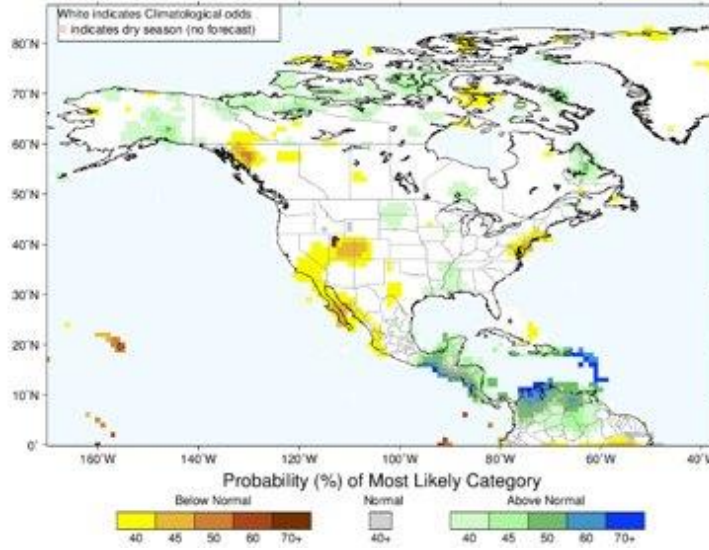 White indicates Climatological odds
indicates dry season (no forecast)
80°N
70°N
60°N
50°N
40°N
30°N
20°N
10°N
0°
160°W 140°W 120°W 100°W 80°W 60°W 40°W
Probability (%) of Most Likely Category
Below Normal Normal Above Normal
40 45 50 60 70+ 40+ 40 45 50 60 70+